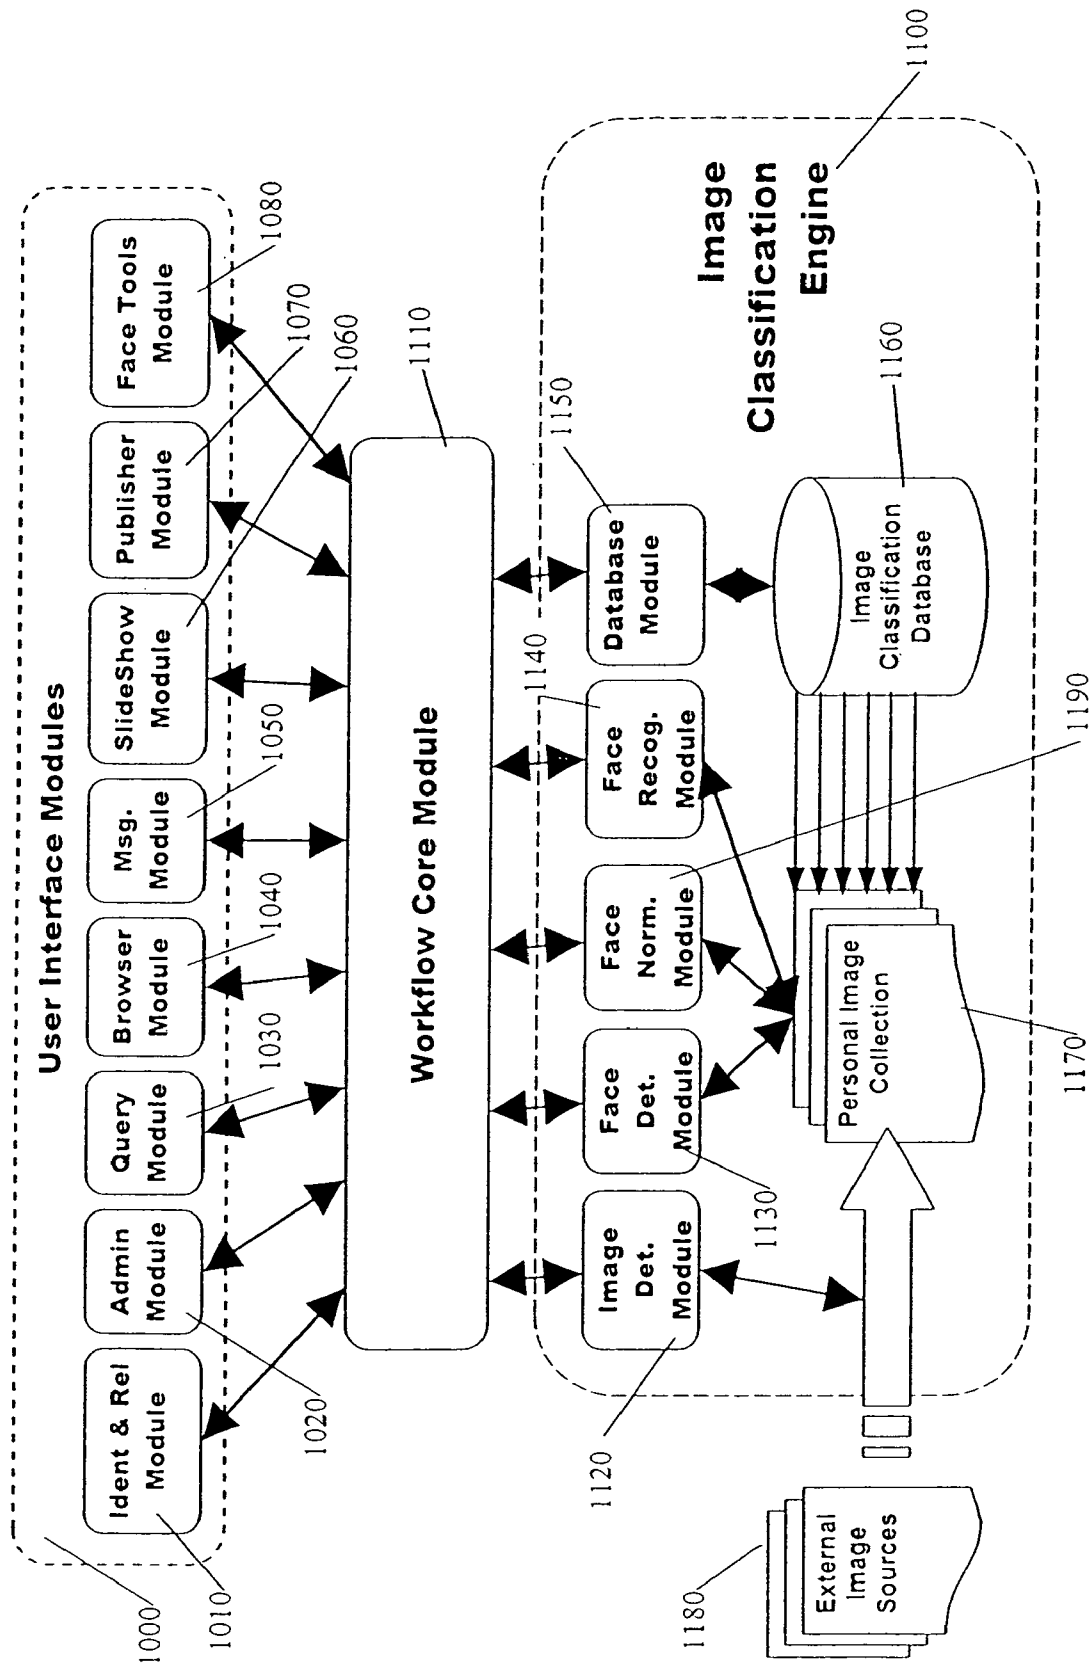 User Interface Modules
Ident & Rel
Module
Admin
Module
Query
Module
Browser
Module
Msg.
Module
SlideShow
Module
Publisher
Module
Face Tools
Module
1000
1010
1020
1030
1040
1050
1060
1070
1080
Workflow Core Module
1110
Image
Det.
Module
Face
Det.
Module
Face
Norm.
Module
Face
Recog.
Module
Database
Module
1120
1130
1140
1150
Image
Classification
Engine
1100
External
Image
Sources
1180
Personal Image
Collection
1170
1190
Image
Classification
Database
1160